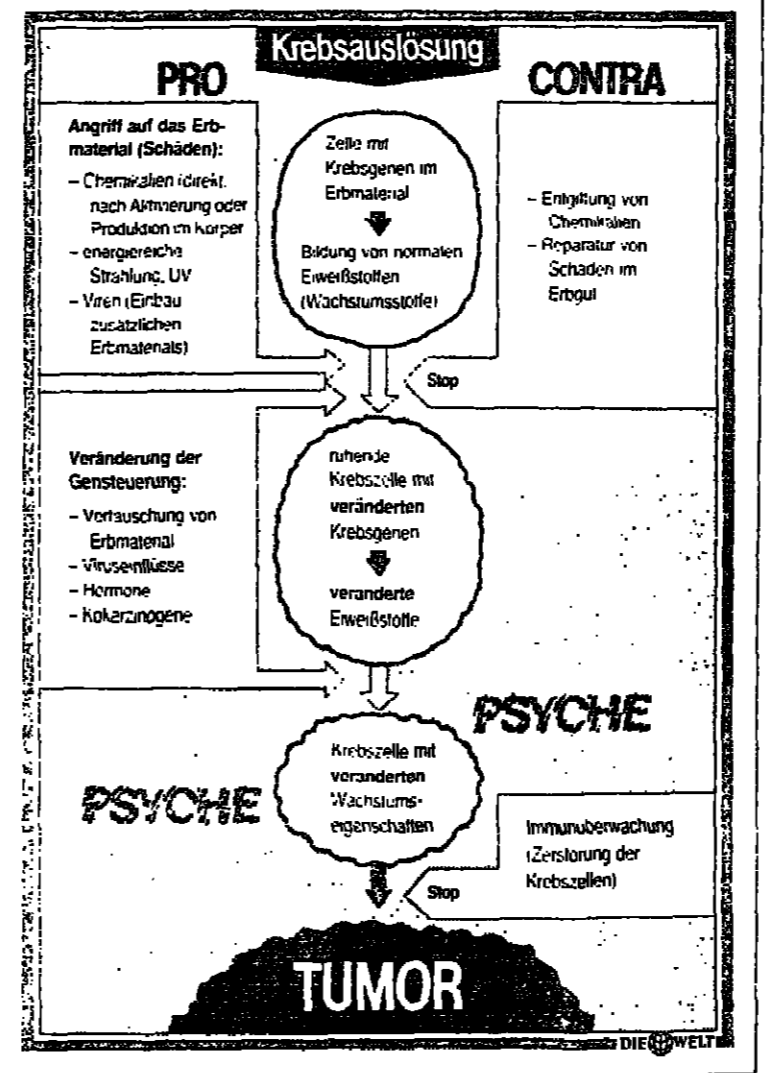 Krebsauslösung
PRO
CONTRA
Angriff auf das Erb-
material (Schäden):
– Chemikalien (direkt,
nach Aktivierung oder
Produktion im Körper
– energiereiche
Strahlung, UV
– Viren (Einbau
zusätzlichen
Erbmaterials)
Zelle mit
Krebsgenen im
Erbmaterial
Bildung von normalen
Eiweißstoffen
(Wachstumsstoffe)
– Entgiftung von
Chemikalien
– Reparatur von
Schäden im
Erbgut
Stop
Veränderung der
Gensteuerung:
– Vertauschung von
Erbmaterial
– Viruseinflüsse
– Hormone
– Kokarzinogene
ruhende
Krebszelle mit
veränderten
Krebsgenen
veränderte
Eiweißstoffe
PSYCHE
PSYCHE
Krebszelle mit
veränderten
Wachstums-
eigenschaften
Immunüberwachung
(Zerstörung der
Krebszellen)
Stop
TUMOR
DIE WELT